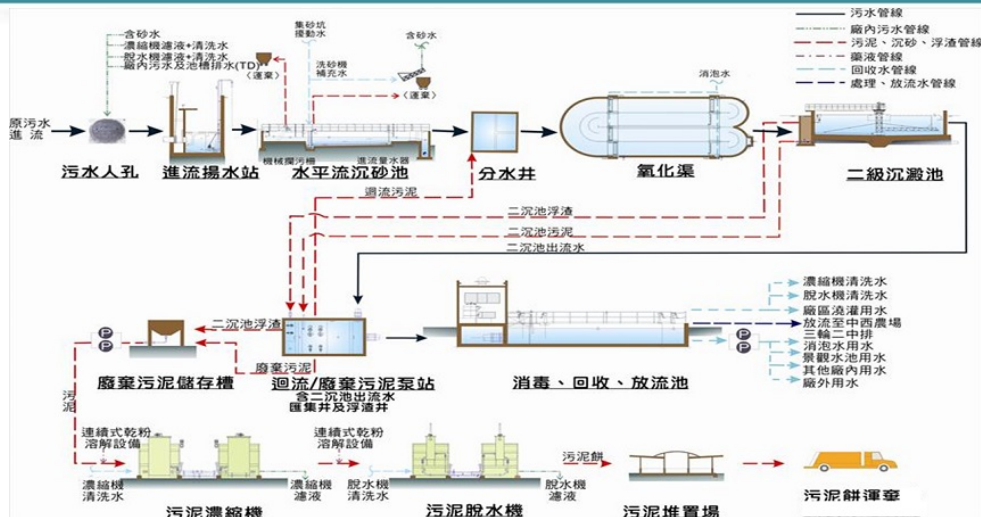 含砂水
濃縮機濾液+清洗水
脫水機濾液+清洗水
廠內污水及池槽排水(TD)
(運棄)
集砂坑
擾動水
洗砂機
補充水
含砂水
(運棄)
消泡水
污水管線
廠內污水管線
污泥、沉砂、浮渣管線
藥液管線
回收水管線
處理、放流水管線
原污水
進 流
機械攔污柵
進流量水器
污水人孔
進流揚水站
水平流沉砂池
分水井
氧化渠
二級沉澱池
迴流污泥
二沉池浮渣
二沉池污泥
二沉池出流水
濃縮機清洗水
脫水機清洗水
廠區澆灌用水
放流至中西農場
三輪二中排
消泡水用水
景觀水池用水
其他廠內用水
廠外用水
P
P
P
P
二沉池浮渣
廢棄污泥
廢棄污泥儲存槽
迴流/廢棄污泥泵站
含二沉池出流水
匯集井及浮渣井
消毒、回收、放流池
污泥
連續式乾粉
溶解設備
連續式乾粉
溶解設備
污泥餅
濃縮機
清洗水
濃縮機
濾液
脫水機
清洗水
脫水機
濾液
污泥濃縮機
污泥脫水機
污泥堆置場
污泥餅運棄